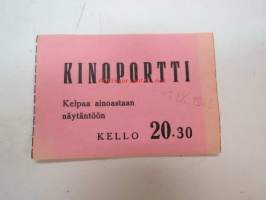 KINOPORTTI
Kelpaa ainoastaan
näytäntöön
KELLO 20.30